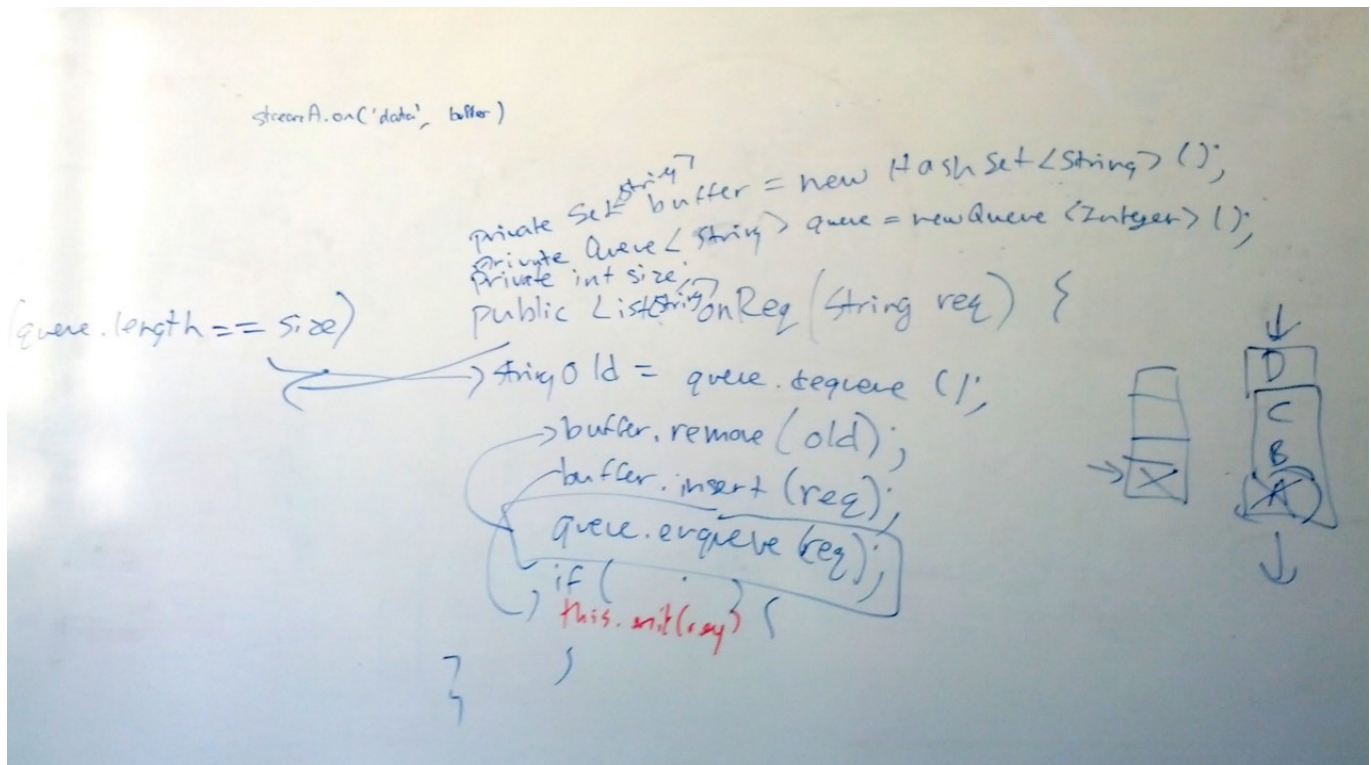 streamA.on('data', buffer)
private Set<String> buffer = new HashSet<String>();
private Queue<String> queue = new Queue<Integer>();
private int size;
public List<String> onReq(String req) {
(queue.length == size)
String old = queue.dequeue();
buffer.remove(old);
buffer.insert(req);
queue.enqueue(req);
if (
this.emit(req) {
}
}
D
C
B
A
X